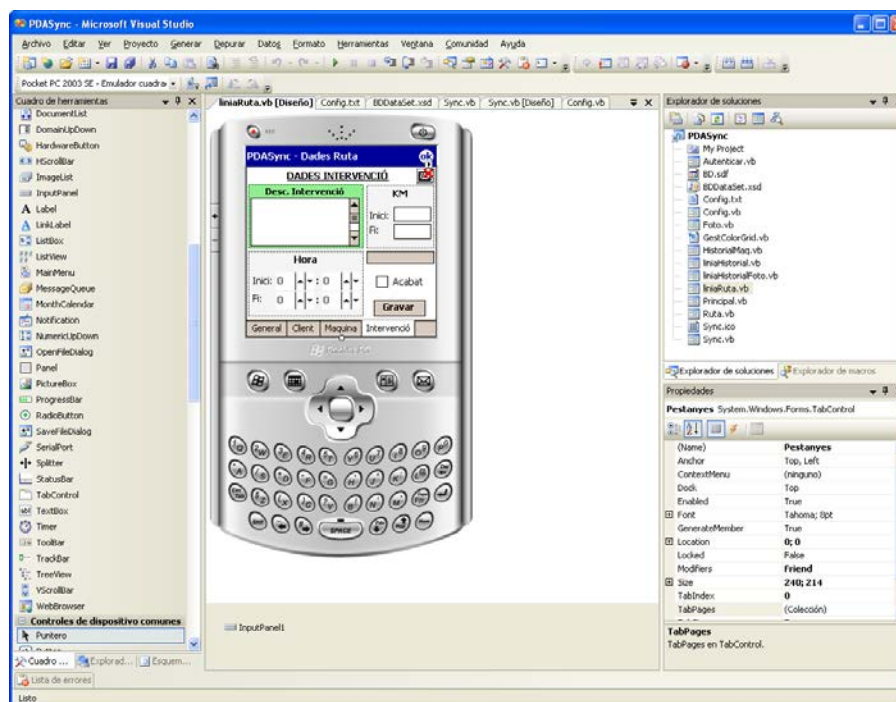 PDASync - Microsoft Visual Studio
Archivo Editar Ver Proyecto Generar Depurar Datos Formato Herramientas Ventana Comunidad Ayuda
Pocket PC 2003 SE - Emulador cuadra
Cuadro de herramientas
DocumentList
DomainUpDown
HardwareButton
HScrollBar
ImageList
InputPanel
Label
LinkLabel
ListBox
ListView
MainMenu
MessageQueue
MonthCalendar
Notification
NumericUpDown
OpenFileDialog
Panel
PictureBox
ProgressBar
RadioButton
SaveFileDialog
SerialPort
Splitter
StatusBar
TabControl
TextBox
Timer
ToolBar
TrackBar
TreeView
VScrollBar
WebBrowser
Controles de dispositivo comunes
Puntero
Cuadro ... Explorad... Esquem...
Lista de errores
Listo
liniaRuta.vb [Diseño] Config.txt BDDataSet.xsd Sync.vb Sync.vb [Diseño] Config.vb
PDASync - Dades Ruta
ok
DADES INTERVENCIÓ
Desc. Intervenció
KM
Inici:
Fi:
Hora
Inici: 0 : 0
Fi: 0 : 0
Acabat
Gravar
General Client Maquina Intervenció
SPACE
InputPanel1
Explorador de soluciones
PDASync
My Project
Autenticar.vb
BD.sdf
BDDataSet.xsd
Config.txt
Config.vb
Foto.vb
GestColorGrid.vb
HistorialMaq.vb
liniaHistorial.vb
liniaHistorialFoto.vb
liniaRuta.vb
Principal.vb
Ruta.vb
Sync.ico
Sync.vb
Explorador de soluciones Explorador de macros
Propiedades
Pestanyes System.Windows.Forms.TabControl
(Name) Pestanyes
Anchor Top, Left
ContextMenu (ninguno)
Dock Top
Enabled True
Font Tahoma; 8pt
GenerateMember True
Location 0; 0
Locked False
Modifiers Friend
Size 240; 214
TabIndex 0
TabPages (Colección)
TabPages
TabPages en TabControl.